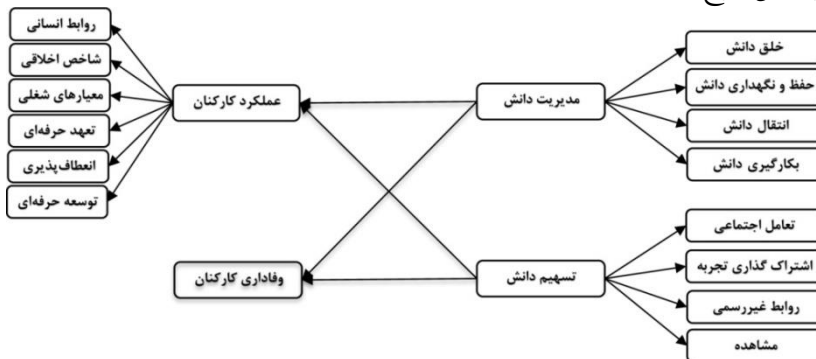 خلق دانش
حفظ و نگهداری دانش
انتقال دانش
بکارگیری دانش
مدیریت دانش
تعامل اجتماعی
اشتراک گذاری تجربه
روابط غیررسمی
مشاهده
تسهیم دانش
عملکرد کارکنان
روابط انسانی
شاخص اخلاقی
معیارهای شغلی
تعهد حرفه‌ای
انعطاف‌پذیری
توسعه حرفه‌ای
وفاداری کارکنان